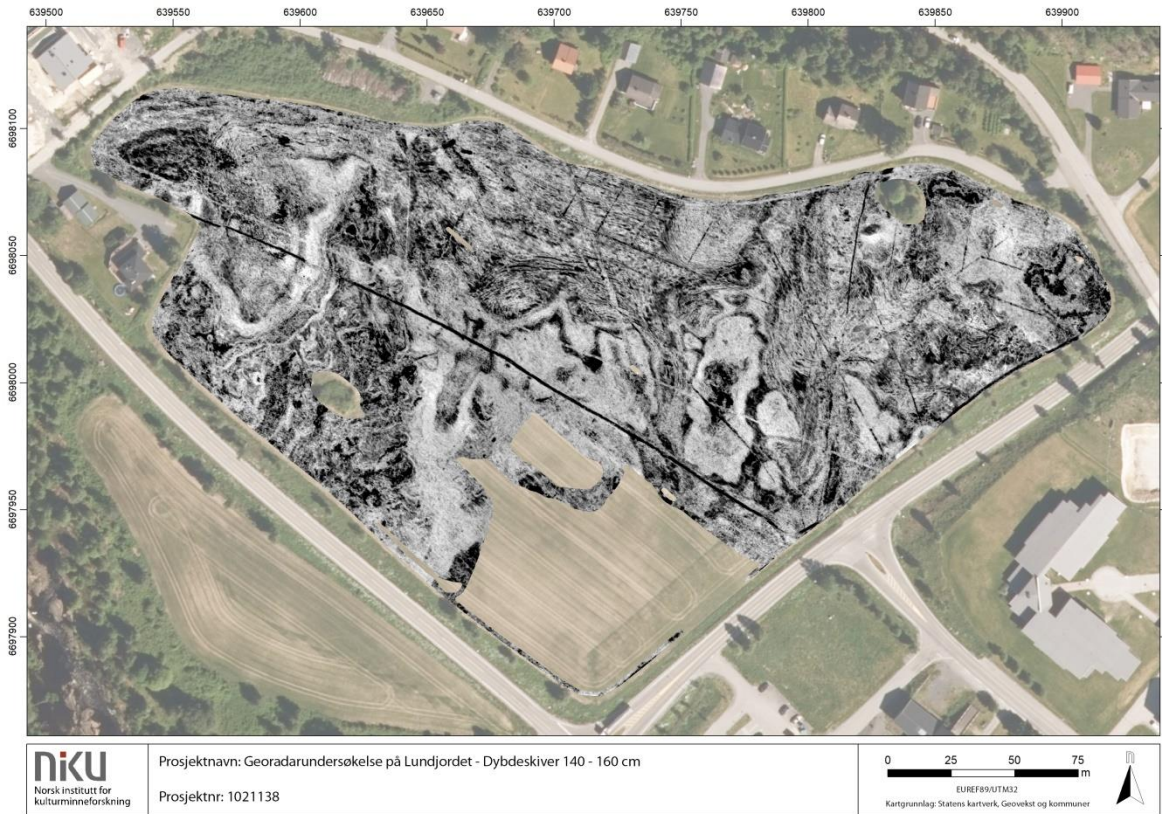 639500 639550 639600 639650 639700 639750 639800 639850 639900
6698100
6698050
6698000
6697950
6697900
niku
Norsk institutt for
kulturminneforskning
Prosjektnavn: Georadarundersøkelse på Lundjordet - Dybdeskiver 140 - 160 cm
Prosjektnr: 1021138
0 25 50 75
m
EUREF89/UTM32
Kartgrunnlag: Statens kartverk, Geovekst og kommuner
n